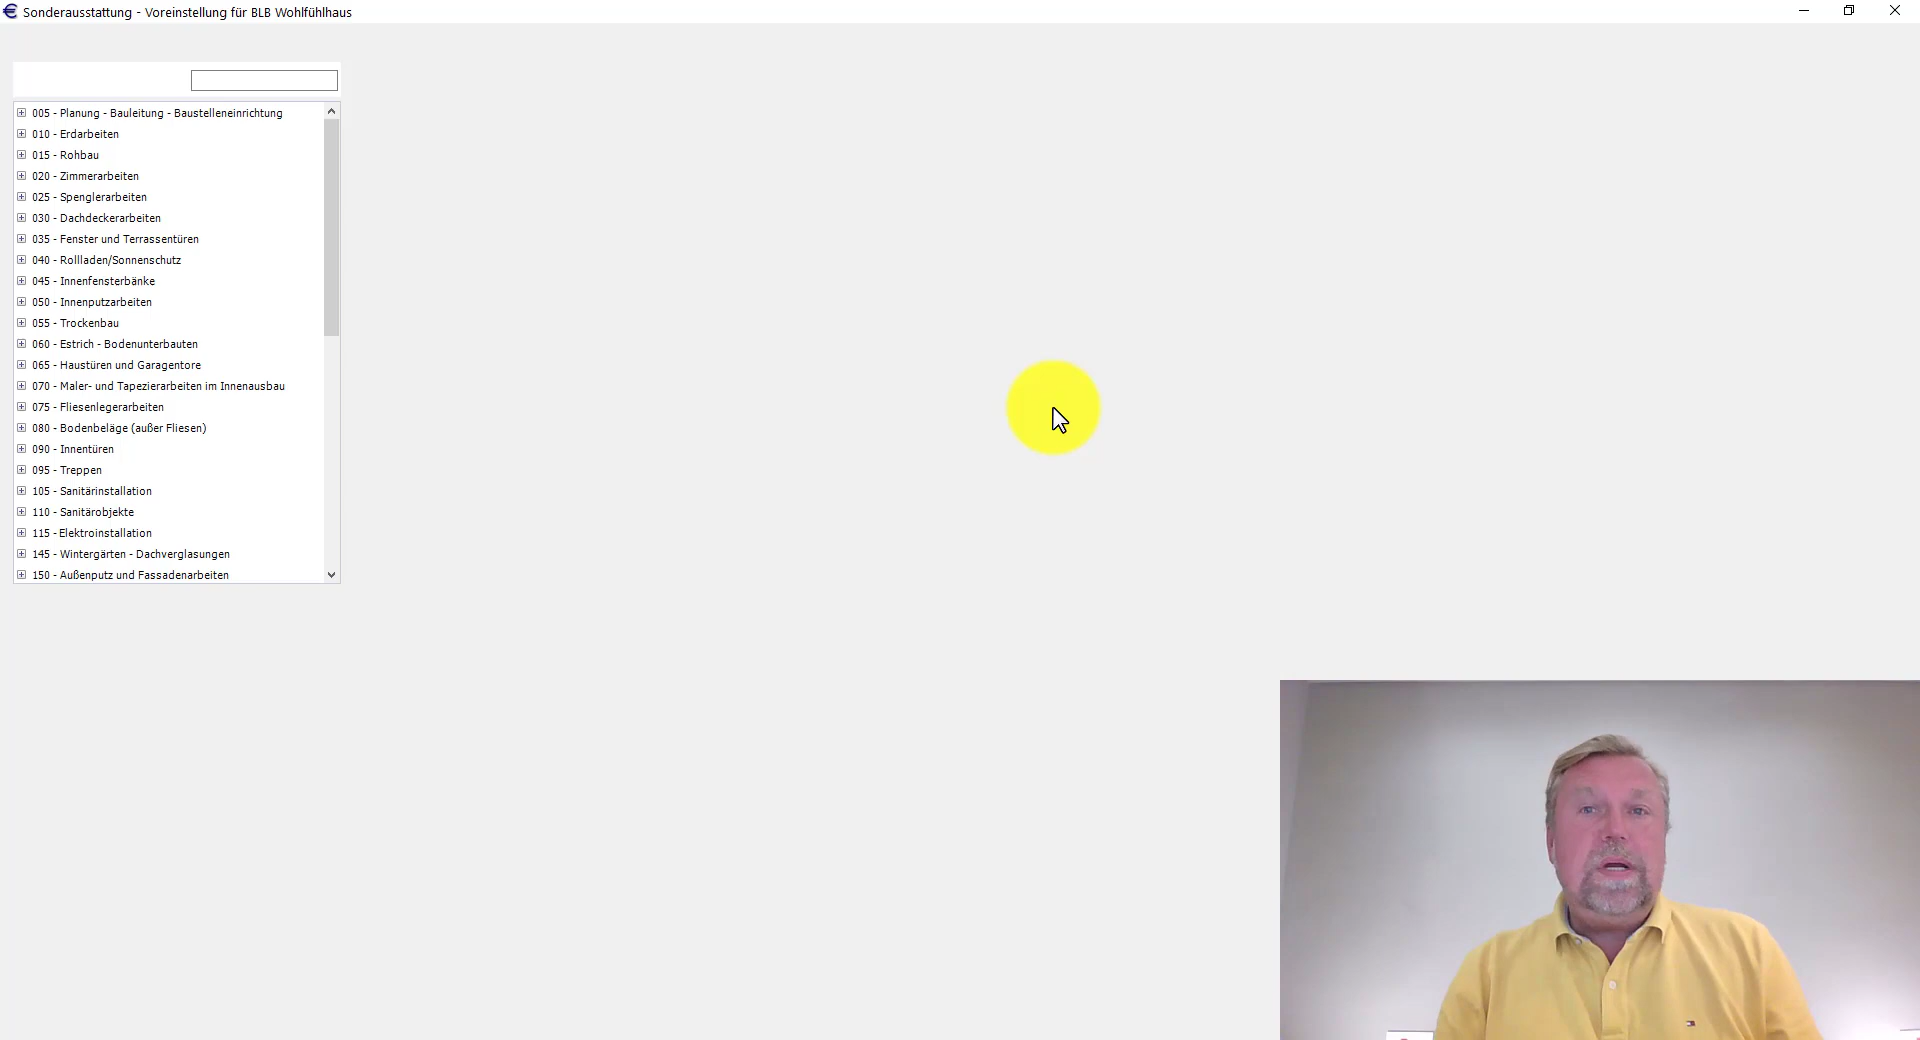 Sonderausstattung - Voreinstellung für BLB Wohlfühlhaus
005 - Planung - Bauleitung - Baustelleneinrichtung
010 - Erdarbeiten
015 - Rohbau
020 - Zimmerarbeiten
025 - Spenglerarbeiten
030 - Dachdeckerarbeiten
035 - Fenster und Terrassentüren
040 - Rollladen/Sonnenschutz
045 - Innenfensterbänke
050 - Innenputzarbeiten
055 - Trockenbau
060 - Estrich - Bodenunterbauten
065 - Haustüren und Garagentore
070 - Maler- und Tapezierarbeiten im Innenausbau
075 - Fliesenlegerarbeiten
080 - Bodenbeläge (außer Fliesen)
090 - Innentüren
095 - Treppen
105 - Sanitärinstallation
110 - Sanitärobjekte
115 - Elektroinstallation
145 - Wintergärten - Dachverglasungen
150 - Außenputz und Fassadenarbeiten